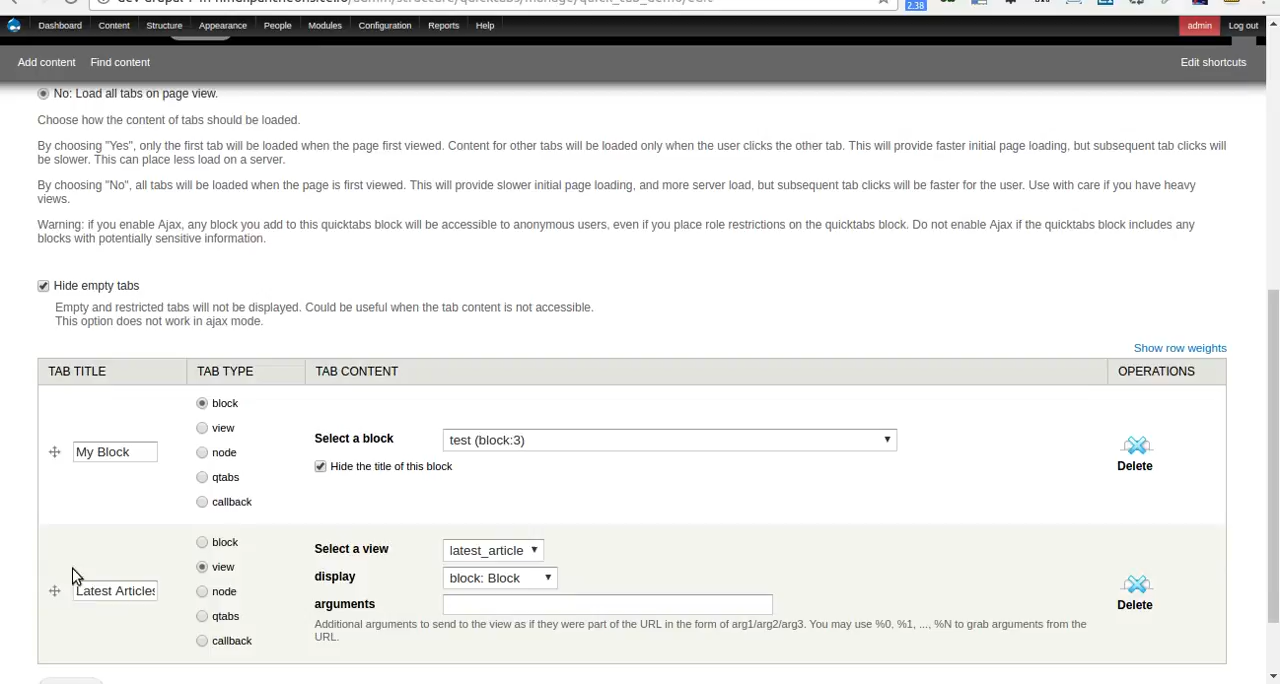 2.38
Dashboard Content Structure Appearance People Modules Configuration Reports Help admin Log out
Add content Find content Edit shortcuts
No: Load all tabs on page view.
Choose how the content of tabs should be loaded.
By choosing "Yes", only the first tab will be loaded when the page first viewed. Content for other tabs will be loaded only when the user clicks the other tab. This will provide faster initial page loading, but subsequent tab clicks will
be slower. This can place less load on a server.
By choosing "No", all tabs will be loaded when the page is first viewed. This will provide slower initial page loading, and more server load, but subsequent tab clicks will be faster for the user. Use with care if you have heavy
views.
Warning: if you enable Ajax, any block you add to this quicktabs block will be accessible to anonymous users, even if you place role restrictions on the quicktabs block. Do not enable Ajax if the quicktabs block includes any
blocks with potentially sensitive information.
Hide empty tabs
Empty and restricted tabs will not be displayed. Could be useful when the tab content is not accessible.
This option does not work in ajax mode.
Show row weights
TAB TITLE TAB TYPE TAB CONTENT OPERATIONS
block
view
My Block node Select a block test (block:3)
Hide the title of this block Delete
qtabs
callback
block
Select a view latest_article
view
display block: Block
Latest Articles node
arguments Delete
qtabs
Additional arguments to send to the view as if they were part of the URL in the form of arg1/arg2/arg3. You may use %0, %1, ..., %N to grab arguments from the
URL.
callback